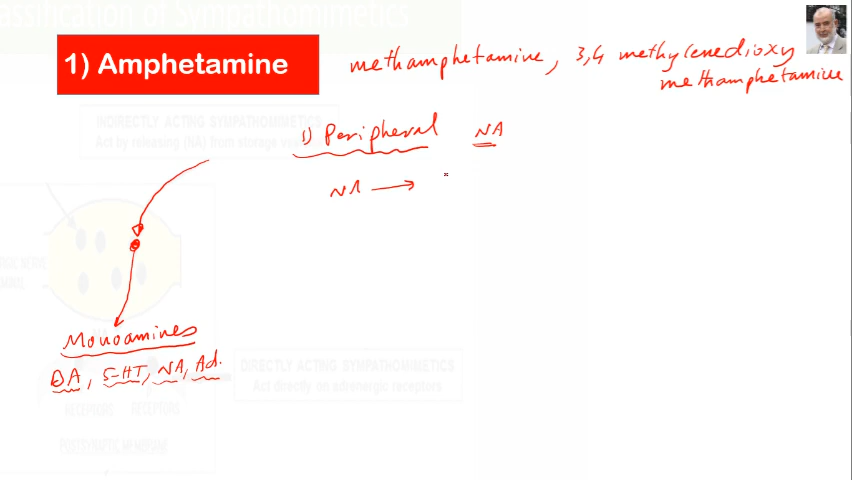 Classification of Sympathomimetics
1) Amphetamine
methamphetamine, 3,4 methylenedioxy
methamphetamine
INDIRECTLY ACTING SYMPATHOMIMETICS
Act by releasing (NA) from storage
1) Peripheral NA
NA →
Monoamines
DA, 5-HT, NA, Ad.
DIRECTLY ACTING SYMPATHOMIMETICS
Act directly on adrenergic receptors
RECEPTORS RECEPTORS
POSTSYNAPTIC MEMBRANE